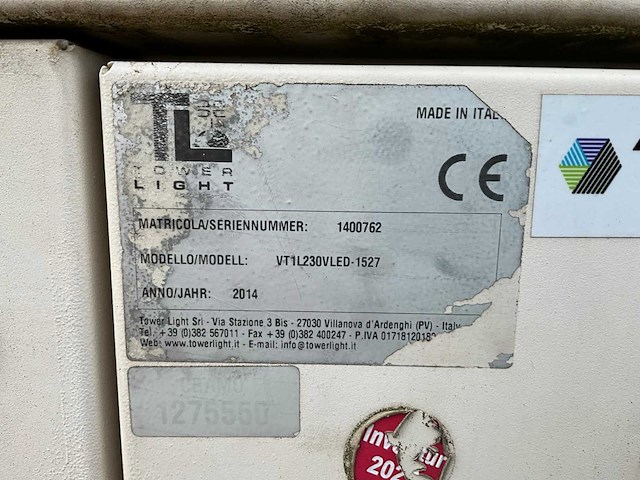 TL
TOWER
LIGHT
MADE IN ITAL
CE
MATRICOLA/SERIENNUMMER: 1400762
MODELLO/MODELL: VT1L230VLED-1527
ANNO/JAHR: 2014
Tower Light Srl - Via Stazione 3 Bis - 27030 Villanova d'Ardenghi (PV) - Italy
Tel.: +39 (0)382 567011 - Fax +39 (0)382 400247 - P.IVA 0171812018
Web: www.towerlight.it - E-mail: info@towerlight.it
1275560
202